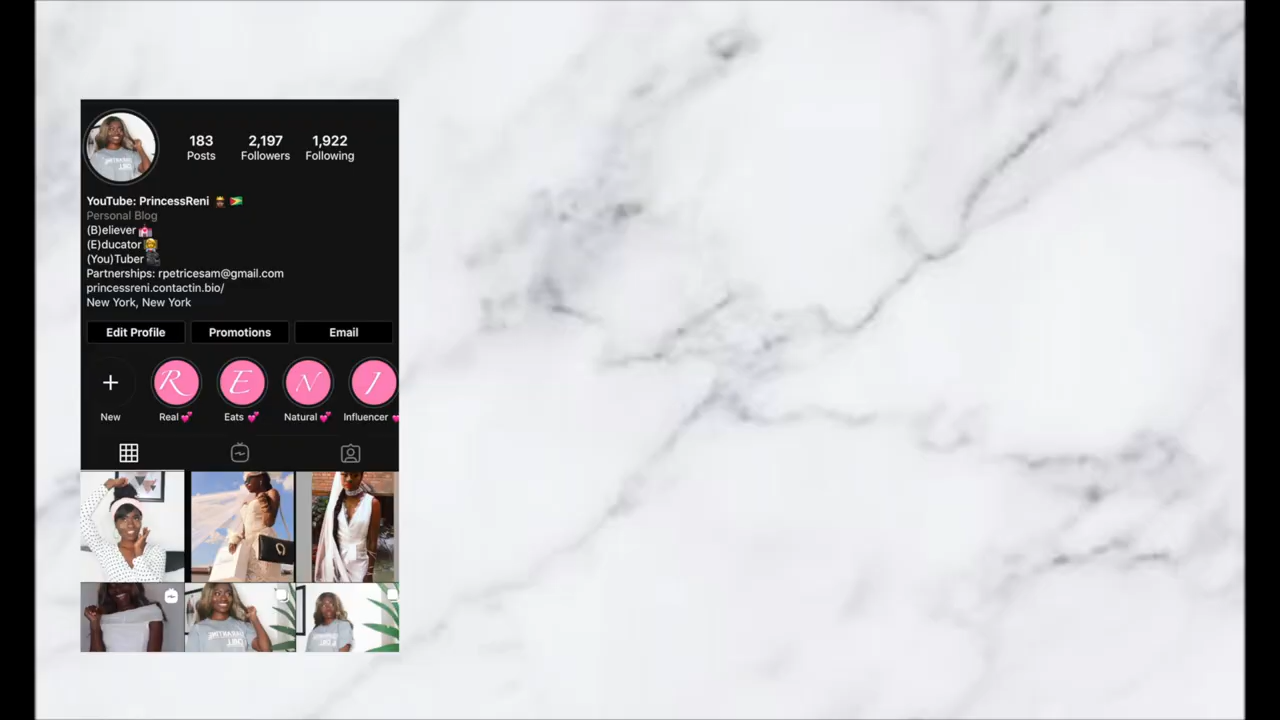 183 2,197 1,922
Posts Followers Following
YouTube: PrincessReni
Personal Blog
(B)eliever
(E)ducator
(You)Tuber
Partnerships: rpetricesam@gmail.com
princessreni.contactin.bio/
New York, New York
Edit Profile Promotions Email
R E N I
New Real Eats Natural Influencer